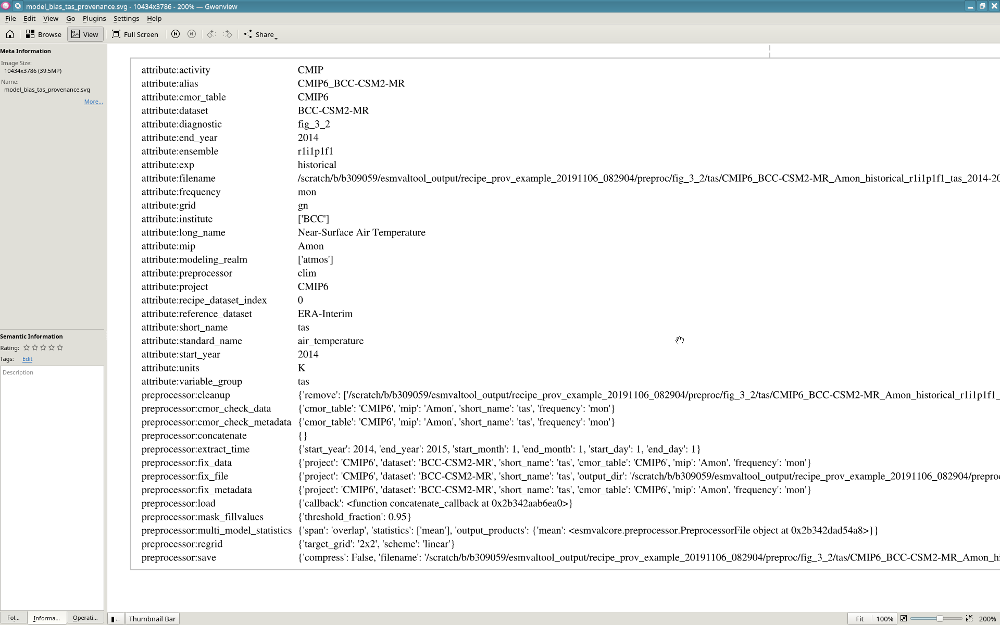 model_bias_tas_provenance.svg - 10434x3786 - 200% — Gwenview
File Edit View Go Plugins Settings Help
Browse View Full Screen Share
Meta Information
Image Size:
10434x3786 (39.5MP)
Name:
model_bias_tas_provenance.svg
More...
Semantic Information
Rating:
Tags: Edit
Description
Fol... Informa... Operati...
attribute:activity CMIP
attribute:alias CMIP6_BCC-CSM2-MR
attribute:cmor_table CMIP6
attribute:dataset BCC-CSM2-MR
attribute:diagnostic fig_3_2
attribute:end_year 2014
attribute:ensemble r1i1p1f1
attribute:exp historical
attribute:filename /scratch/b/b309059/esmvaltool_output/recipe_prov_example_20191106_082904/preproc/fig_3_2/tas/CMIP6_BCC-CSM2-MR_Amon_historical_r1i1p1f1_tas_2014-20
attribute:frequency mon
attribute:grid gn
attribute:institute ['BCC']
attribute:long_name Near-Surface Air Temperature
attribute:mip Amon
attribute:modeling_realm ['atmos']
attribute:preprocessor clim
attribute:project CMIP6
attribute:recipe_dataset_index 0
attribute:reference_dataset ERA-Interim
attribute:short_name tas
attribute:standard_name air_temperature
attribute:start_year 2014
attribute:units K
attribute:variable_group tas
preprocessor:cleanup {'remove': ['/scratch/b/b309059/esmvaltool_output/recipe_prov_example_20191106_082904/preproc/fig_3_2/tas/CMIP6_BCC-CSM2-MR_Amon_historical_r1i1p1f1_
preprocessor:cmor_check_data {'cmor_table': 'CMIP6', 'mip': 'Amon', 'short_name': 'tas', 'frequency': 'mon'}
preprocessor:cmor_check_metadata {'cmor_table': 'CMIP6', 'mip': 'Amon', 'short_name': 'tas', 'frequency': 'mon'}
preprocessor:concatenate {}
preprocessor:extract_time {'start_year': 2014, 'end_year': 2015, 'start_month': 1, 'end_month': 1, 'start_day': 1, 'end_day': 1}
preprocessor:fix_data {'project': 'CMIP6', 'dataset': 'BCC-CSM2-MR', 'short_name': 'tas', 'cmor_table': 'CMIP6', 'mip': 'Amon', 'frequency': 'mon'}
preprocessor:fix_file {'project': 'CMIP6', 'dataset': 'BCC-CSM2-MR', 'short_name': 'tas', 'output_dir': '/scratch/b/b309059/esmvaltool_output/recipe_prov_example_20191106_082904/preproc
preprocessor:fix_metadata {'project': 'CMIP6', 'dataset': 'BCC-CSM2-MR', 'short_name': 'tas', 'cmor_table': 'CMIP6', 'mip': 'Amon', 'frequency': 'mon'}
preprocessor:load {'callback': <function concatenate_callback at 0x2b342aab6ea0>}
preprocessor:mask_fillvalues {'threshold_fraction': 0.95}
preprocessor:multi_model_statistics {'span': 'overlap', 'statistics': ['mean'], 'output_products': {'mean': <esmvalcore.preprocessor.PreprocessorFile object at 0x2b342dad54a8>}}
preprocessor:regrid {'target_grid': '2x2', 'scheme': 'linear'}
preprocessor:save {'compress': False, 'filename': '/scratch/b/b309059/esmvaltool_output/recipe_prov_example_20191106_082904/preproc/fig_3_2/tas/CMIP6_BCC-CSM2-MR_Amon_hi
Thumbnail Bar
Fit 100% 200%